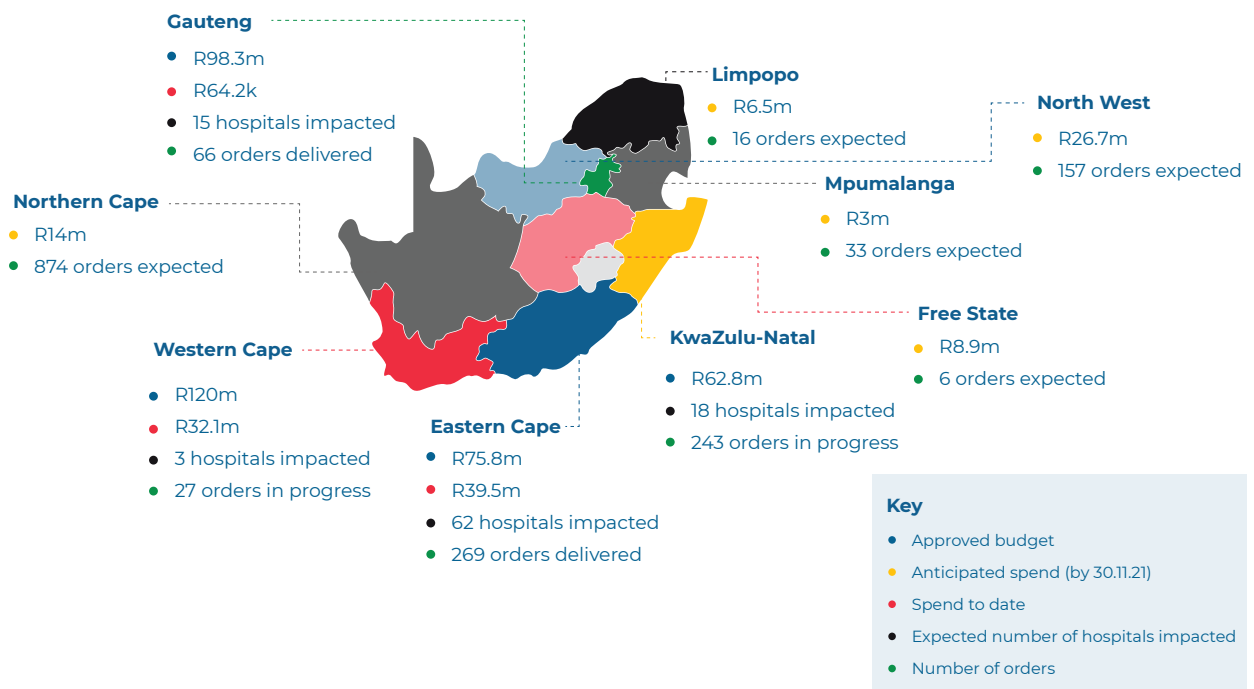 Gauteng
R98.3m
R64.2k
15 hospitals impacted
66 orders delivered
Limpopo
R6.5m
16 orders expected
North West
R26.7m
157 orders expected
Mpumalanga
R3m
33 orders expected
Northern Cape
R14m
874 orders expected
Free State
R8.9m
6 orders expected
KwaZulu-Natal
R62.8m
18 hospitals impacted
243 orders in progress
Western Cape
R120m
R32.1m
3 hospitals impacted
27 orders in progress
Eastern Cape
R75.8m
R39.5m
62 hospitals impacted
269 orders delivered
Key
Approved budget
Anticipated spend (by 30.11.21)
Spend to date
Expected number of hospitals impacted
Number of orders